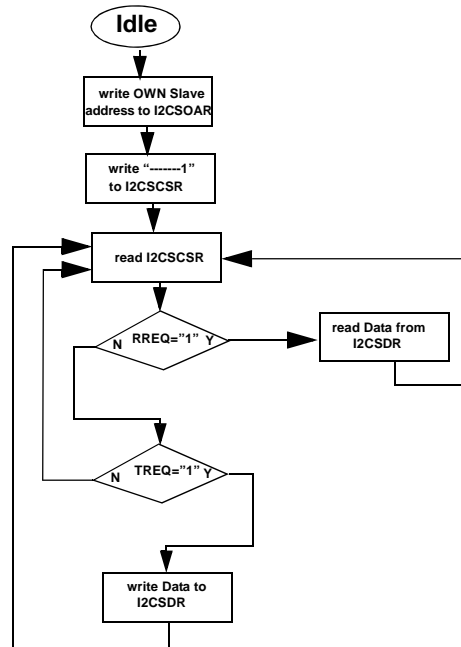 Idle
write OWN Slave
address to I2CSOAR
write “-------1”
to I2CSCSR
read I2CSCSR
N RREQ=”1” Y
read Data from
I2CSDR
N TREQ=”1” Y
write Data to
I2CSDR